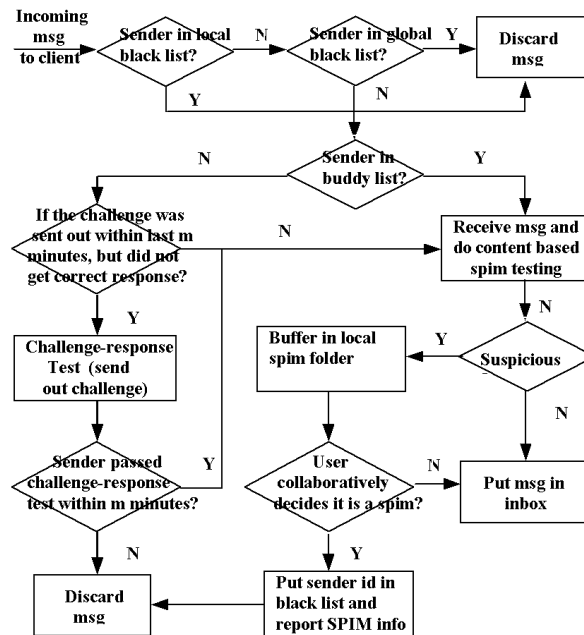 Incoming
msg
to client
Sender in local
black list?
N
Sender in global
black list?
Y
Discard
msg
Y
N
N
Sender in
buddy list?
Y
If the challenge was
sent out within last m
minutes, but did not
get correct response?
N
Receive msg and
do content based
spim testing
Y
N
Challenge-response
Test (send
out challenge)
Buffer in local
spim folder
Y
Suspicious
N
Sender passed
challenge-response
test within m minutes?
Y
User
collaboratively
decides it is a spim?
N
Put msg in
inbox
N
Y
Discard
msg
Put sender id in
black list and
report SPIM info